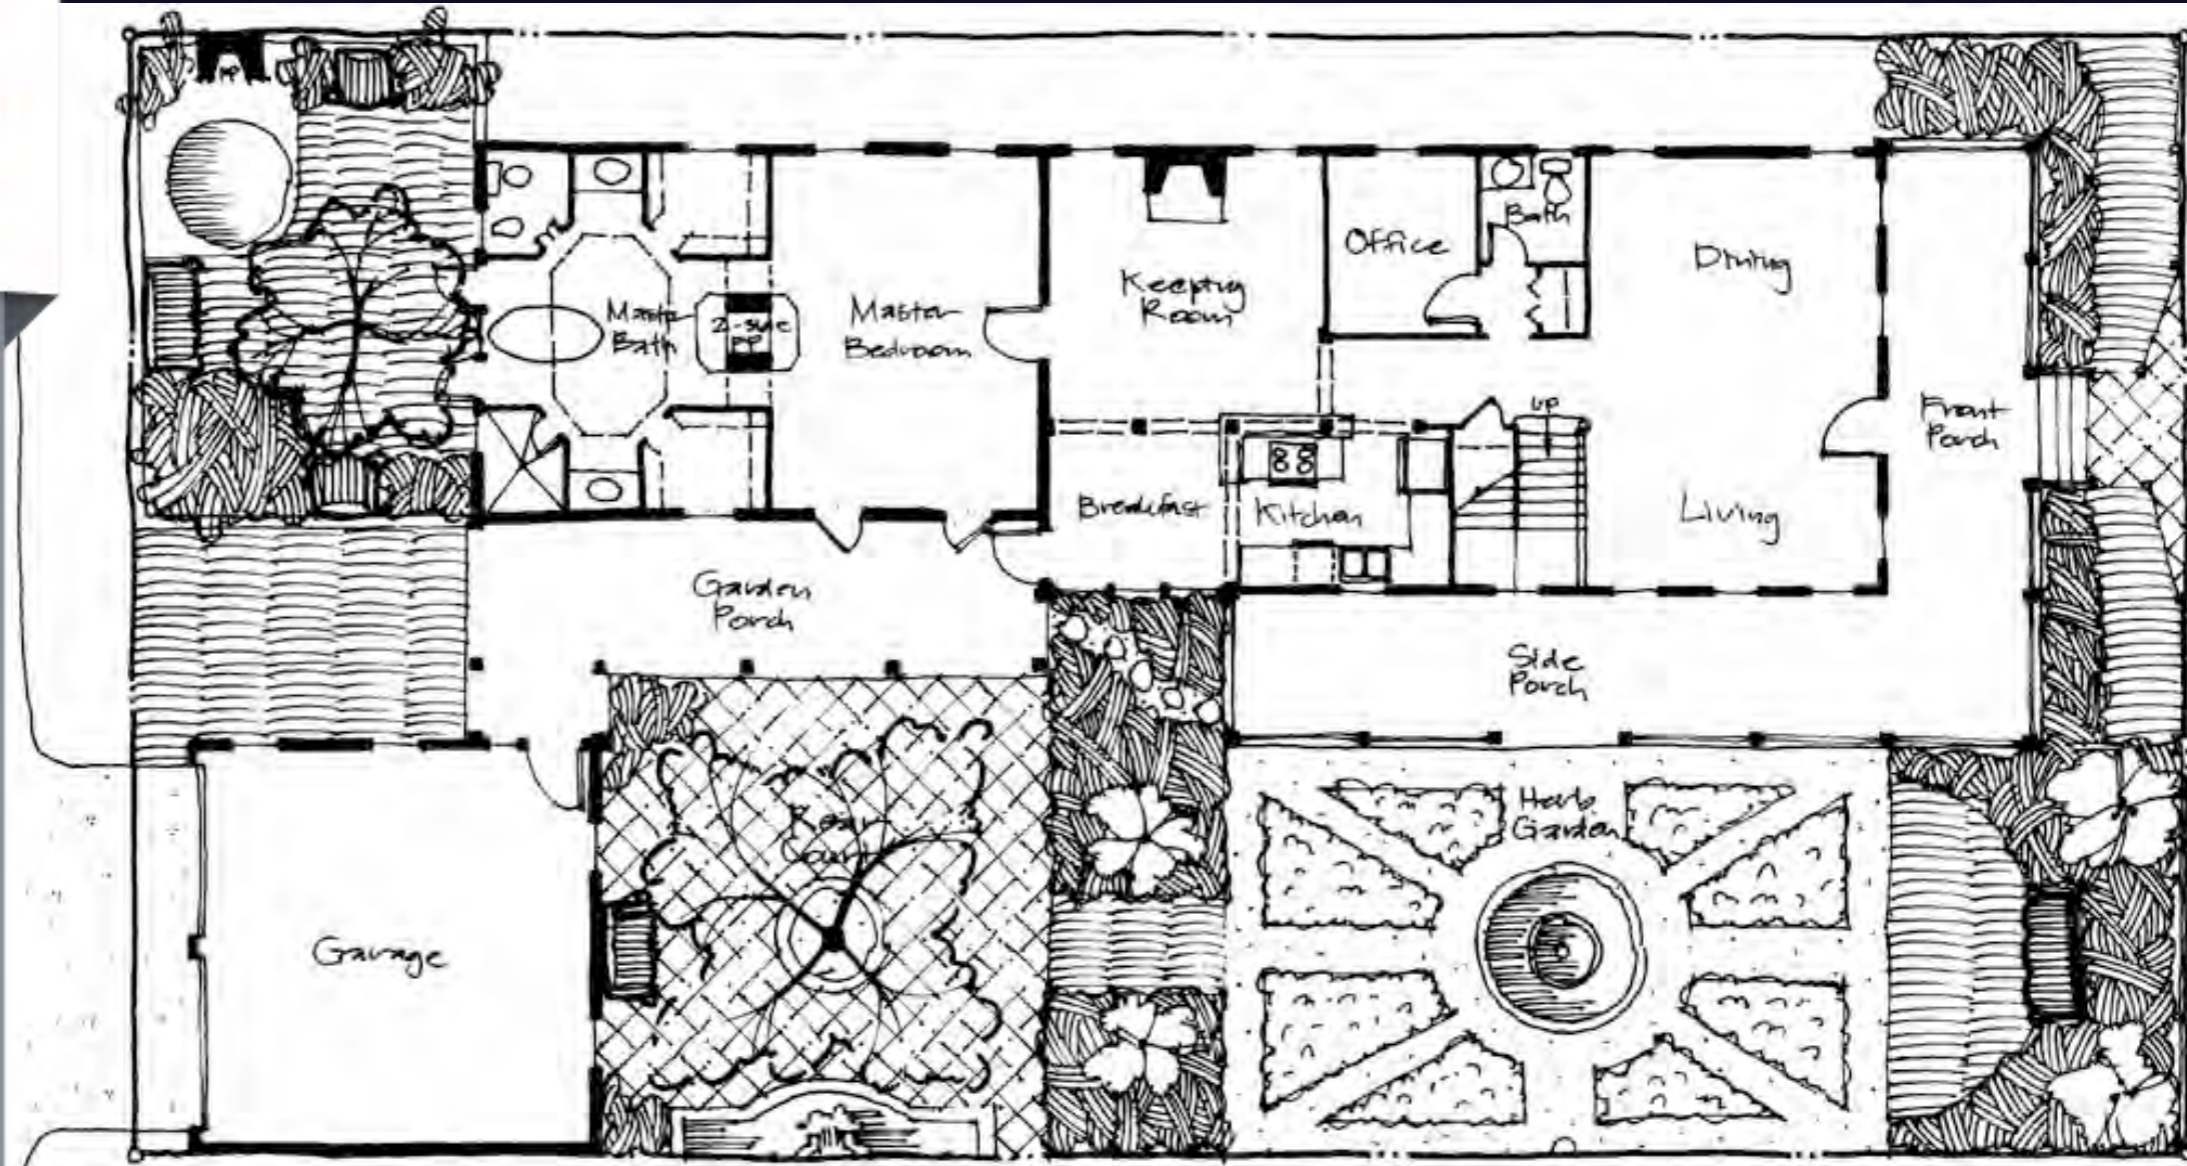 FP
Office
Bath
Dining
Keeping
Room
Master
Bath
2-side
FP
Master
Bedroom
UP
Front
Porch
Breakfast
Kitchen
Living
Garden
Porch
Side
Porch
Herb
Garden
Rear
Court
Garage